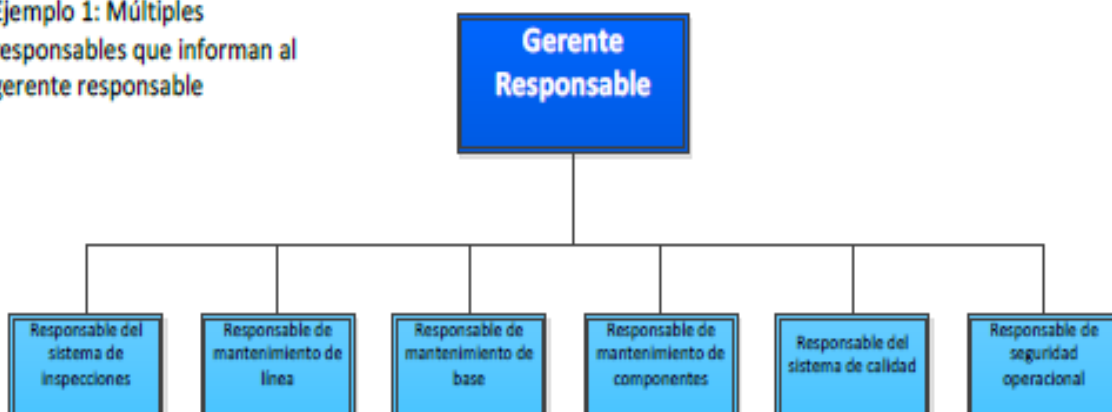 Ejemplo 1: Múltiples
responsables que informan al
gerente responsable
Gerente
Responsable
Responsable del
sistema de
inspecciones
Responsable de
mantenimiento de
línea
Responsable de
mantenimiento de
base
Responsable de
mantenimiento de
componentes
Responsable del
sistema de calidad
Responsable de
seguridad
operacional